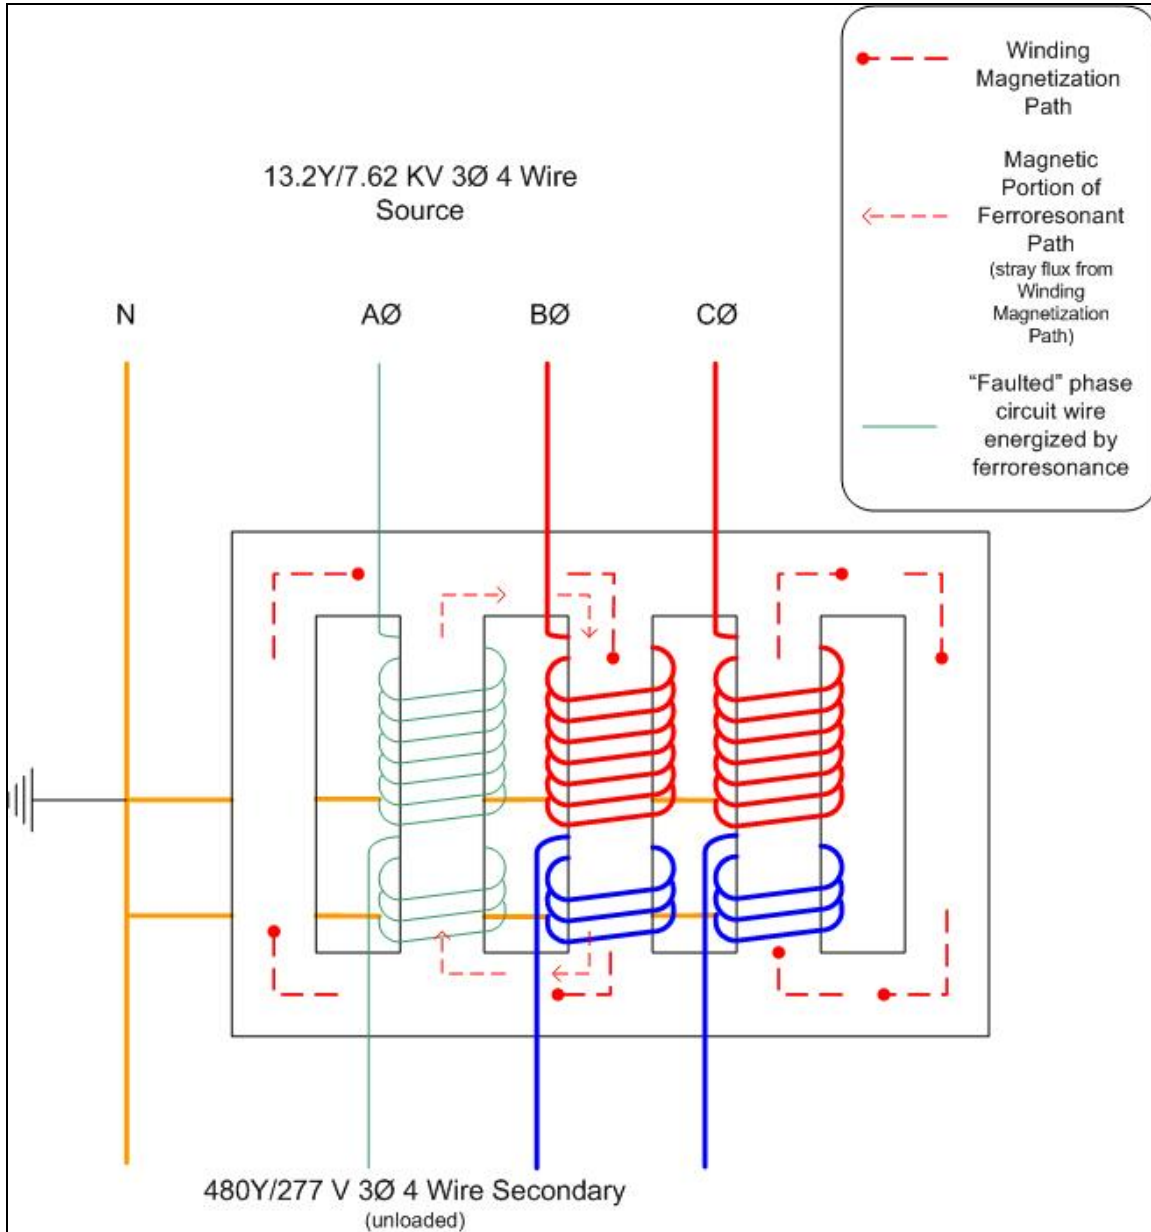 Winding
Magnetization
Path
13.2Y/7.62 KV 3Ø 4 Wire
Source
Magnetic
Portion of
Ferroresonant
Path
(stray flux from
Winding
Magnetization
Path)
N
AØ
BØ
CØ
“Faulted” phase
circuit wire
energized by
ferroresonance
480Y/277 V 3Ø 4 Wire Secondary
(unloaded)